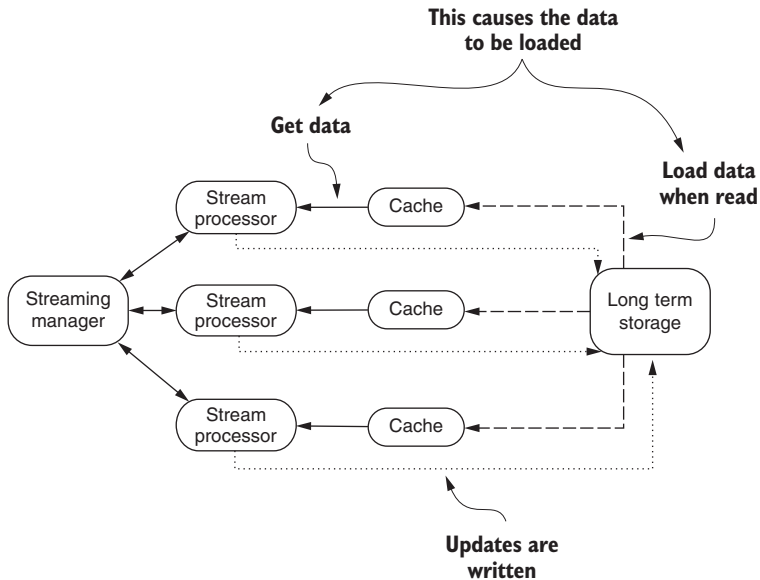 This causes the data
to be loaded
Get data
Load data
when read
Stream
processor
Cache
Streaming
manager
Stream
processor
Cache
Long term
storage
Stream
processor
Cache
Updates are
written